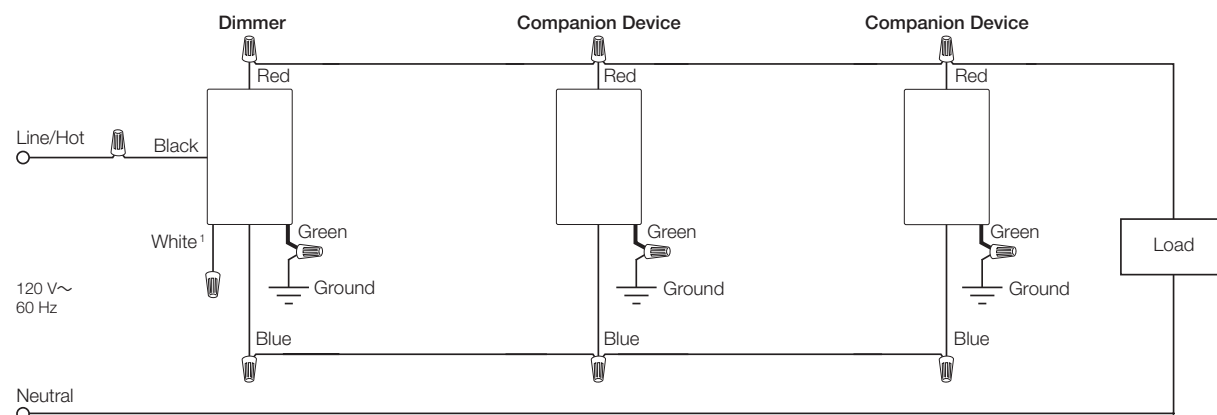 Dimmer
Companion Device
Companion Device
Red
Red
Red
Line/Hot
Black
White¹
Green
Green
Green
Load
120 V~
60 Hz
Ground
Ground
Ground
Blue
Blue
Blue
Neutral